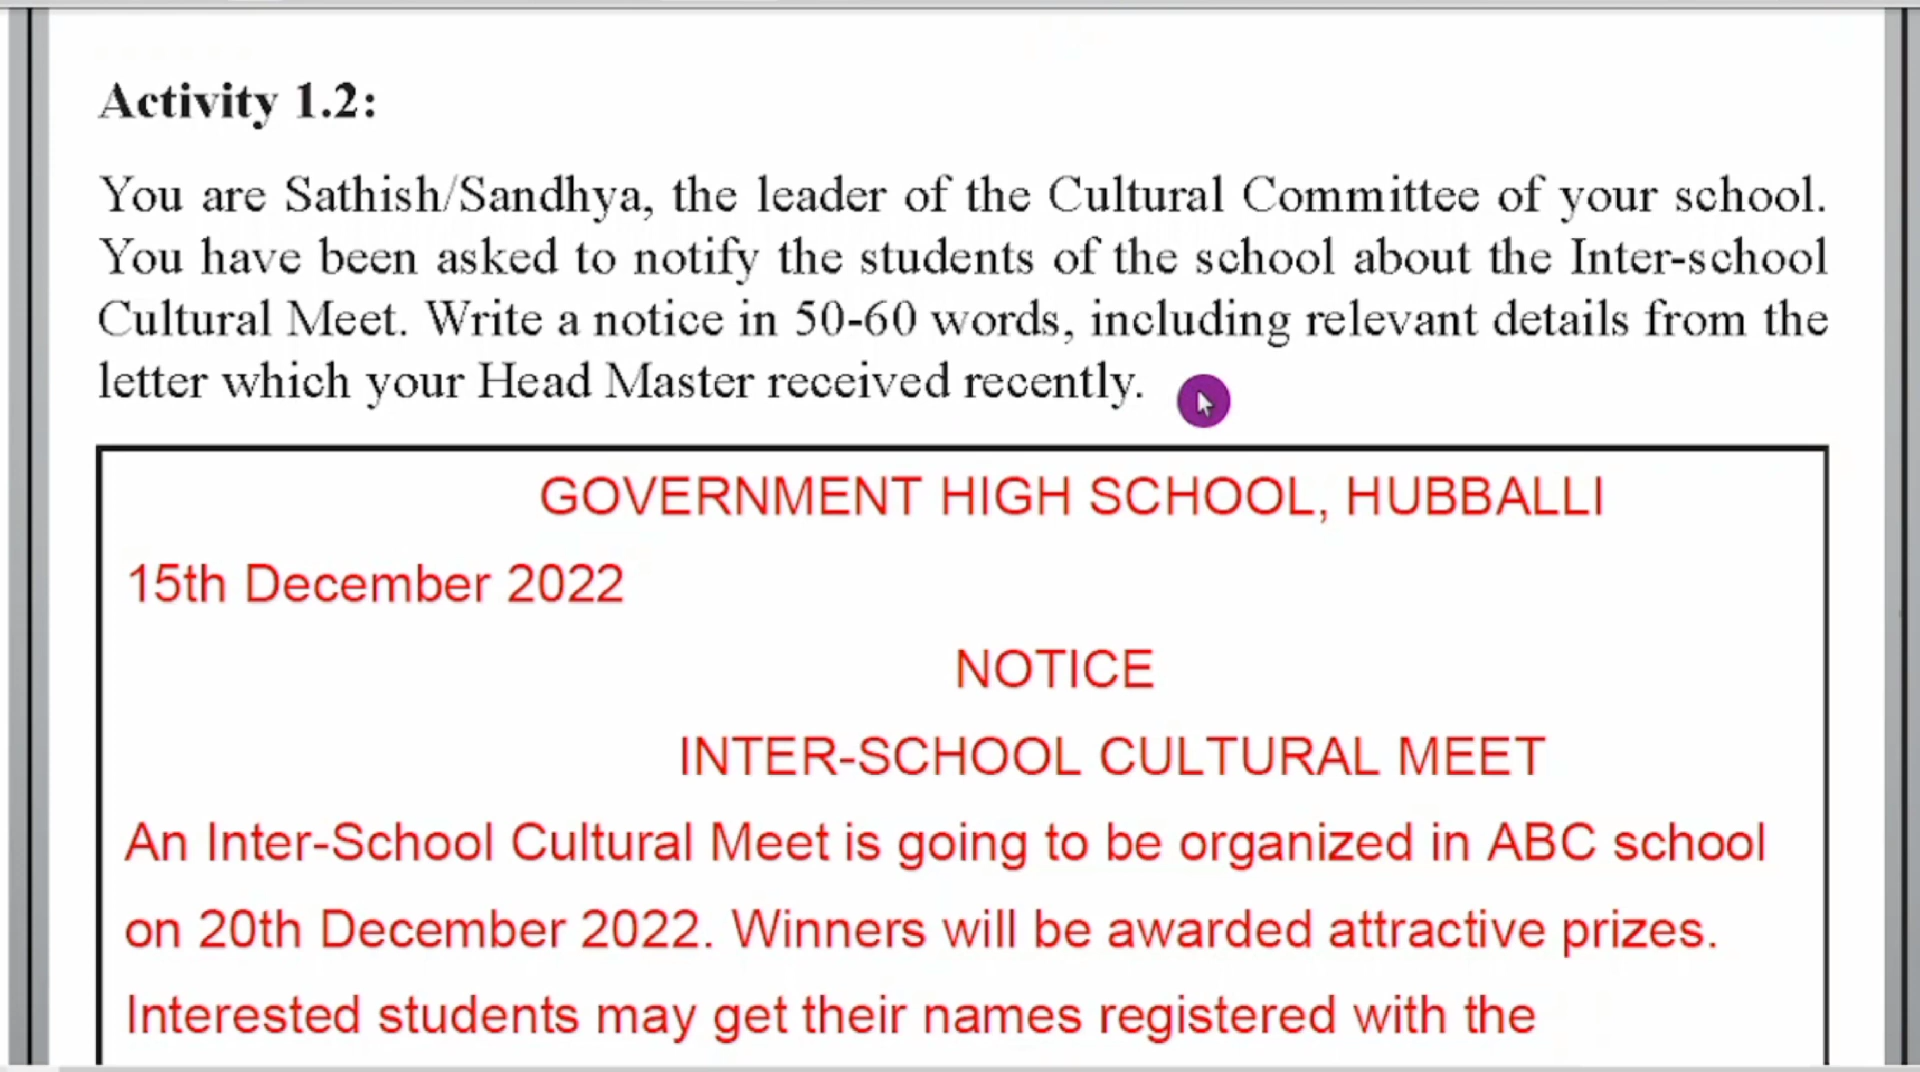 Activity 1.2:
You are Sathish/Sandhya, the leader of the Cultural Committee of your school.
You have been asked to notify the students of the school about the Inter-school
Cultural Meet. Write a notice in 50-60 words, including relevant details from the
letter which your Head Master received recently.
GOVERNMENT HIGH SCHOOL, HUBBALLI
15th December 2022
NOTICE
INTER-SCHOOL CULTURAL MEET
An Inter-School Cultural Meet is going to be organized in ABC school
on 20th December 2022. Winners will be awarded attractive prizes.
Interested students may get their names registered with the